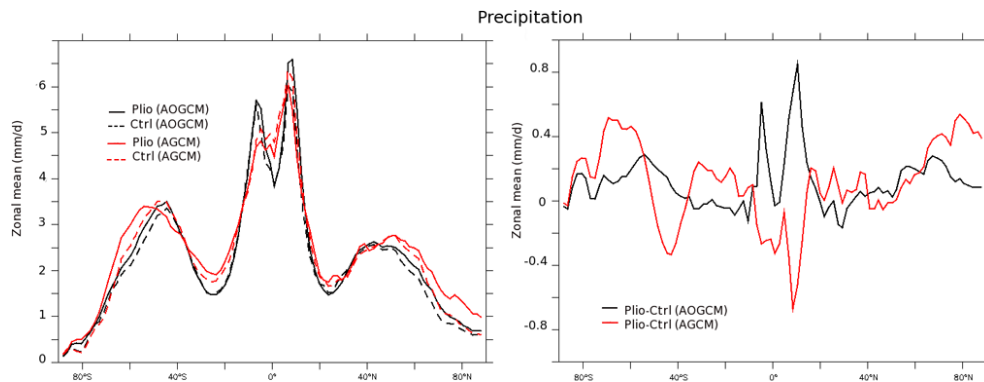 Precipitation
Zonal mean (mm/d)
6
5
4
3
2
1
0
Plio (AOGCM)
Ctrl (AOGCM)
Plio (AGCM)
Ctrl (AGCM)
80°S
40°S
0°
40°N
80°N
Zonal mean (mm/d)
0.8
0.4
0
-0.4
-0.8
Plio-Ctrl (AOGCM)
Plio-Ctrl (AGCM)
80°S
40°S
0°
40°N
80°N